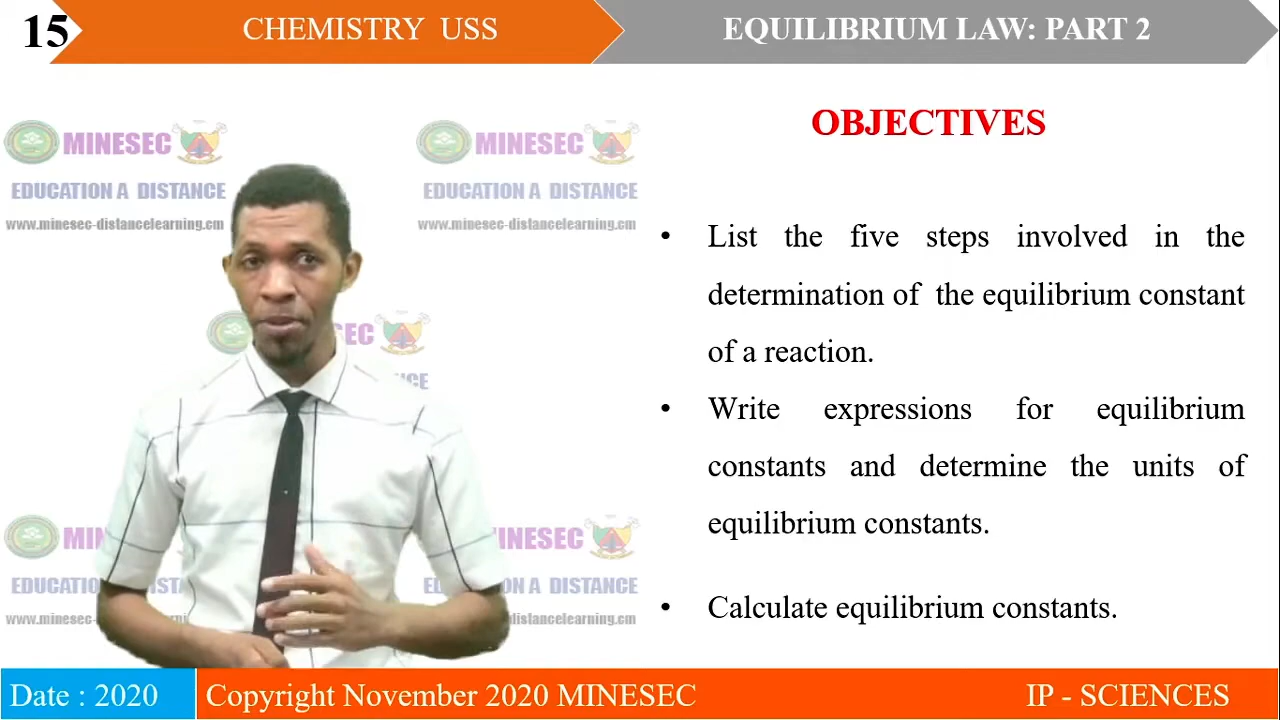 15
CHEMISTRY USS
EQUILIBRIUM LAW: PART 2
OBJECTIVES
MINESEC
EDUCATION A DISTANCE
www.minesec-distancelearning.cm
MINESEC
EDUCATION A DISTANCE
www.minesec-distancelearning.cm
• List the five steps involved in the
determination of the equilibrium constant
of a reaction.
• Write expressions for equilibrium
constants and determine the units of
equilibrium constants.
• Calculate equilibrium constants.
Date : 2020
Copyright November 2020 MINESEC
IP - SCIENCES